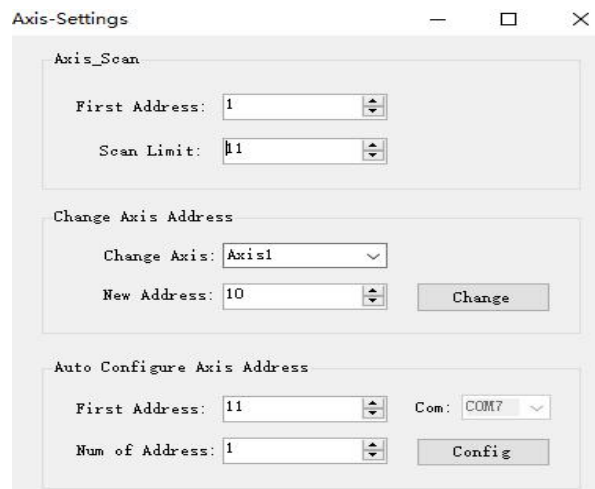 Axis-Settings
Axis_Scan
First Address: 1
Scan Limit: 11
Change Axis Address
Change Axis: Axis1
New Address: 10 Change
Auto Configure Axis Address
First Address: 11 Com: COM7
Num of Address: 1 Config